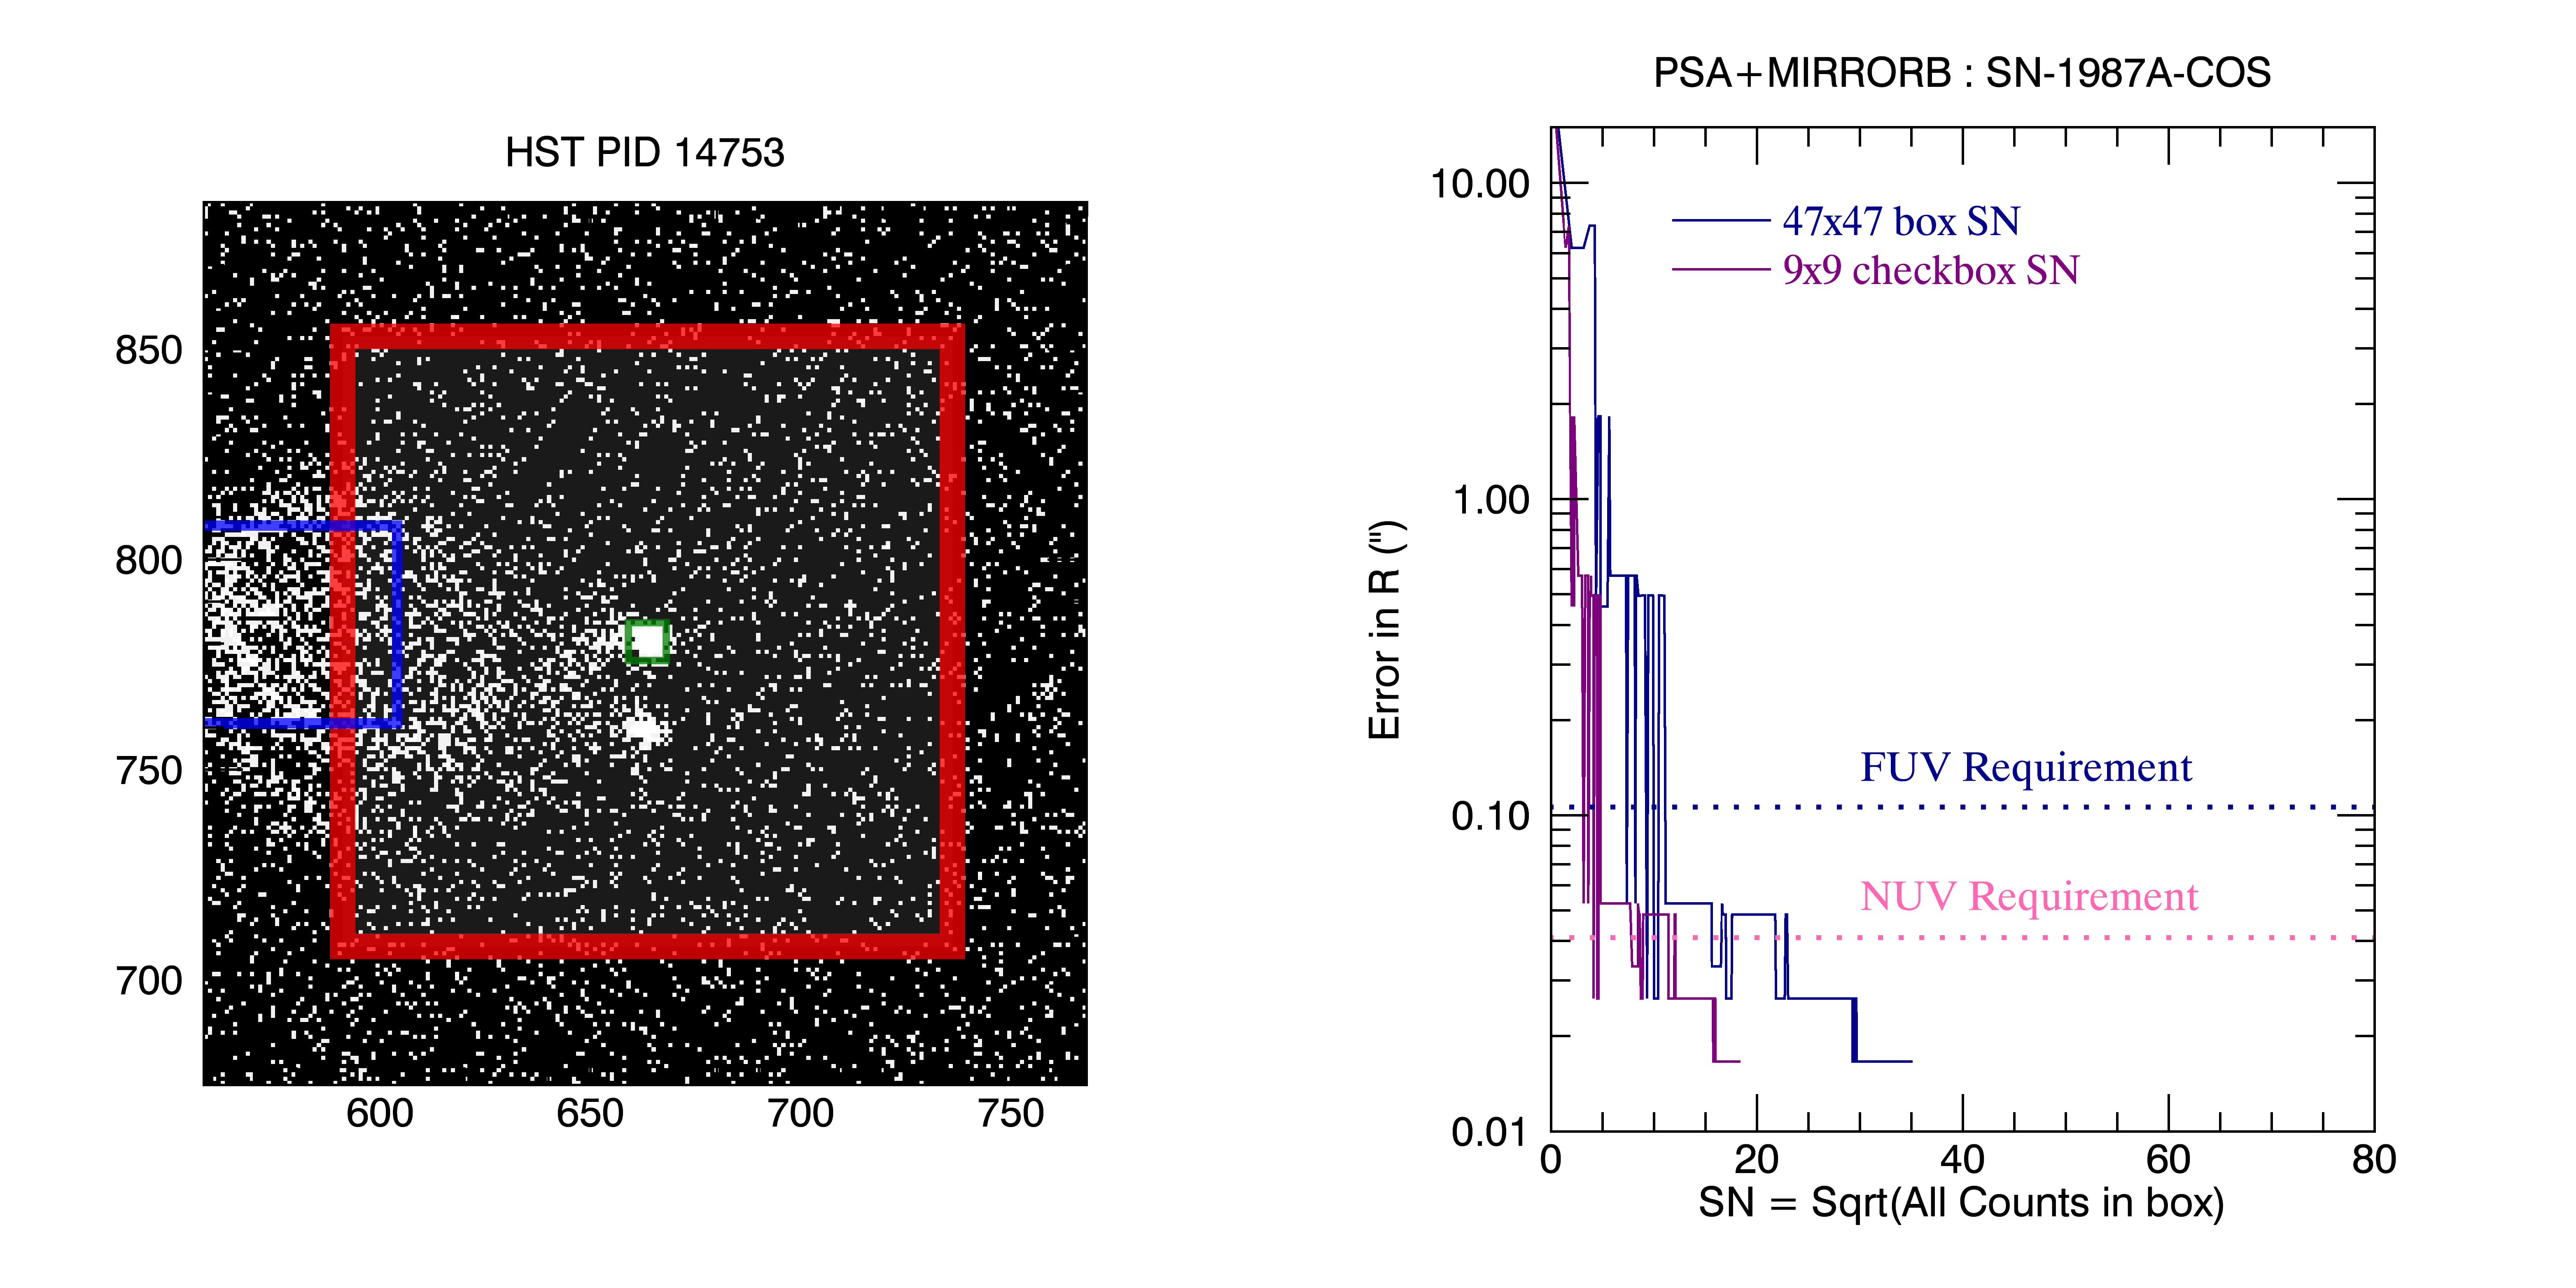 HST PID 14753
850
800
750
700
600 650 700 750
PSA+MIRRORB : SN-1987A-COS
10.00
1.00
0.10
0.01
Error in R (")
47x47 box SN
9x9 checkbox SN
FUV Requirement
NUV Requirement
0 20 40 60 80
SN = Sqrt(All Counts in box)